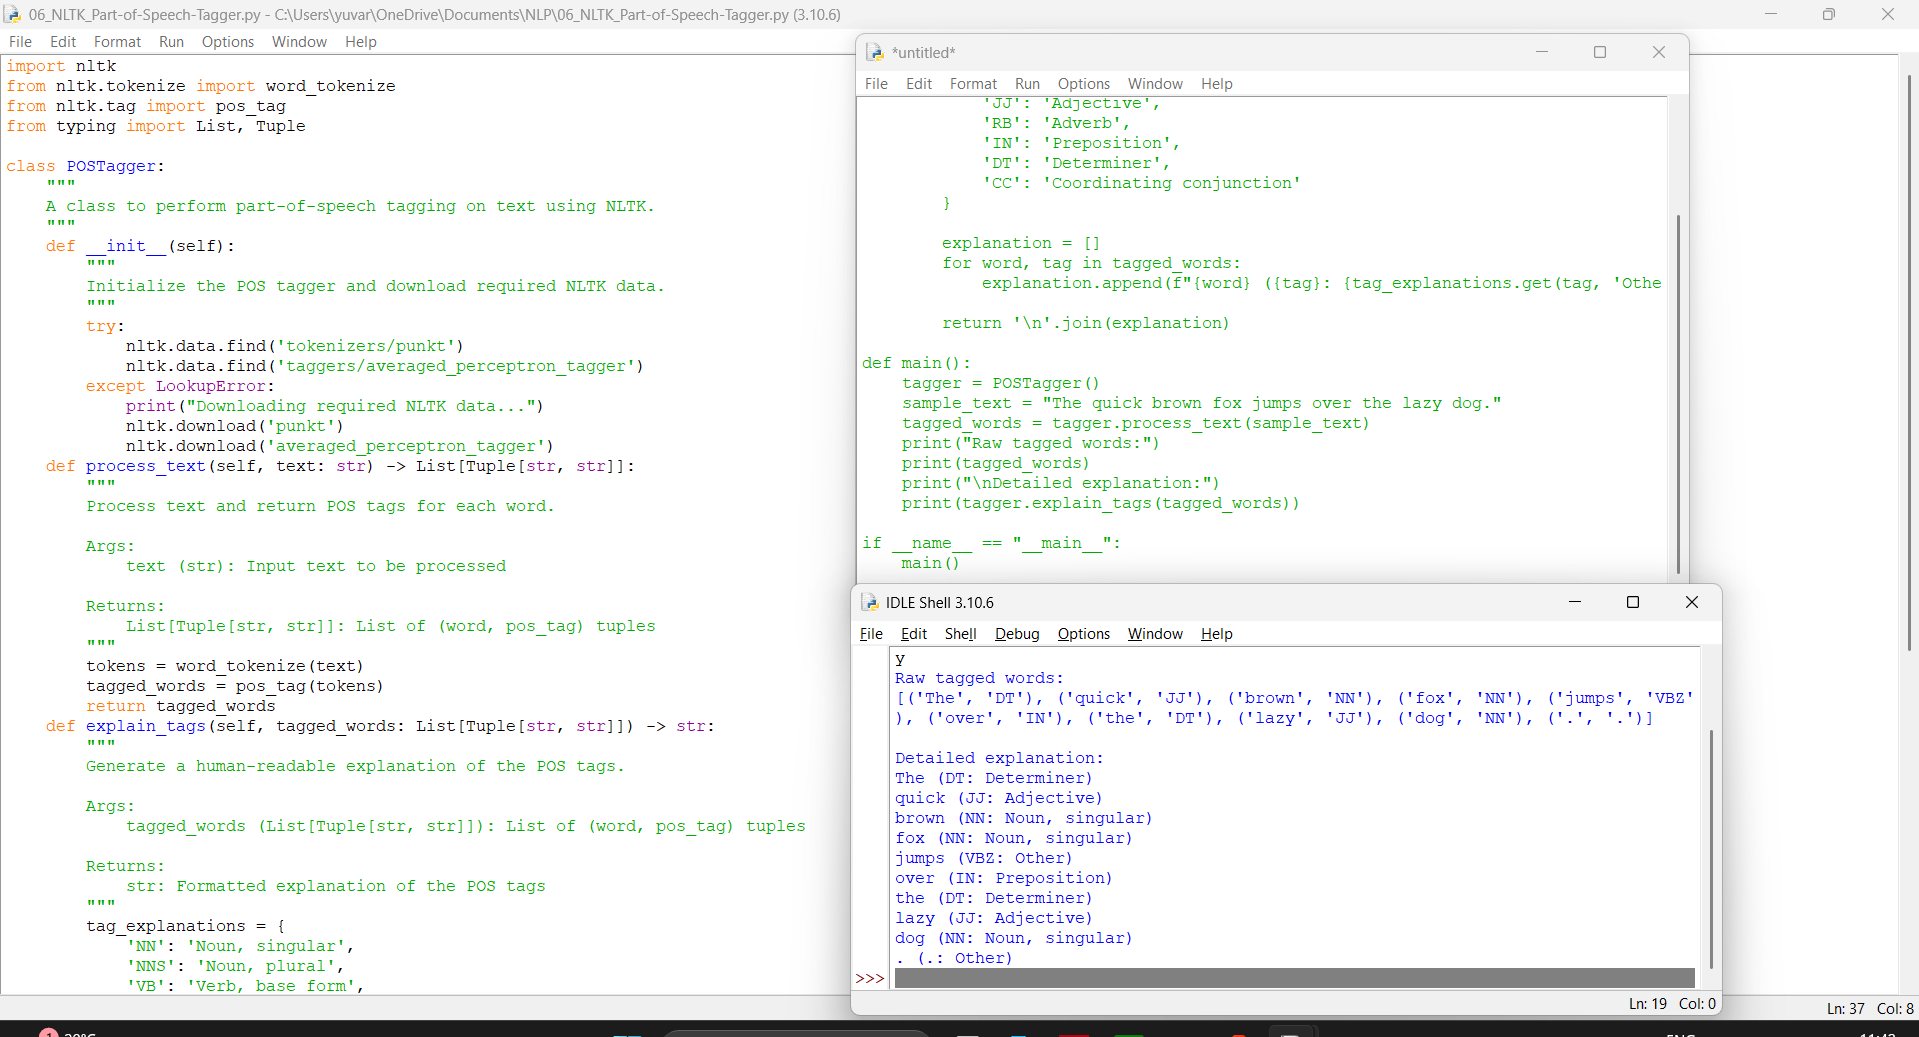 06_NLTK_Part-of-Speech-Tagger.py - C:\Users\yuvar\OneDrive\Documents\NLP\06_NLTK_Part-of-Speech-Tagger.py (3.10.6)
File Edit Format Run Options Window Help
import nltk
from nltk.tokenize import word_tokenize
from nltk.tag import pos_tag
from typing import List, Tuple
class POSTagger:
    """
    A class to perform part-of-speech tagging on text using NLTK.
    """
    def __init__(self):
        """
        Initialize the POS tagger and download required NLTK data.
        """
        try:
            nltk.data.find('tokenizers/punkt')
            nltk.data.find('taggers/averaged_perceptron_tagger')
        except LookupError:
            print("Downloading required NLTK data...")
            nltk.download('punkt')
            nltk.download('averaged_perceptron_tagger')
    def process_text(self, text: str) -> List[Tuple[str, str]]:
        """
        Process text and return POS tags for each word.
        Args:
            text (str): Input text to be processed
        Returns:
            List[Tuple[str, str]]: List of (word, pos_tag) tuples
        """
        tokens = word_tokenize(text)
        tagged_words = pos_tag(tokens)
        return tagged_words
    def explain_tags(self, tagged_words: List[Tuple[str, str]]) -> str:
        """
        Generate a human-readable explanation of the POS tags.
        Args:
            tagged_words (List[Tuple[str, str]]): List of (word, pos_tag) tuples
        Returns:
            str: Formatted explanation of the POS tags
        """
        tag_explanations = {
            'NN': 'Noun, singular',
            'NNS': 'Noun, plural',
            'VB': 'Verb, base form',
*untitled*
File Edit Format Run Options Window Help
            'JJ': 'Adjective',
            'RB': 'Adverb',
            'IN': 'Preposition',
            'DT': 'Determiner',
            'CC': 'Coordinating conjunction'
        }
        explanation = []
        for word, tag in tagged_words:
            explanation.append(f"{word} ({tag}: {tag_explanations.get(tag, 'Othe
        return '\n'.join(explanation)
def main():
    tagger = POSTagger()
    sample_text = "The quick brown fox jumps over the lazy dog."
    tagged_words = tagger.process_text(sample_text)
    print("Raw tagged words:")
    print(tagged_words)
    print("\nDetailed explanation:")
    print(tagger.explain_tags(tagged_words))
if __name__ == "__main__":
    main()
IDLE Shell 3.10.6
File Edit Shell Debug Options Window Help
y
Raw tagged words:
[('The', 'DT'), ('quick', 'JJ'), ('brown', 'NN'), ('fox', 'NN'), ('jumps', 'VBZ'
), ('over', 'IN'), ('the', 'DT'), ('lazy', 'JJ'), ('dog', 'NN'), ('.', '.')]
Detailed explanation:
The (DT: Determiner)
quick (JJ: Adjective)
brown (NN: Noun, singular)
fox (NN: Noun, singular)
jumps (VBZ: Other)
over (IN: Preposition)
the (DT: Determiner)
lazy (JJ: Adjective)
dog (NN: Noun, singular)
. (.: Other)
>>>
Ln: 19 Col: 0
Ln: 37 Col: 8